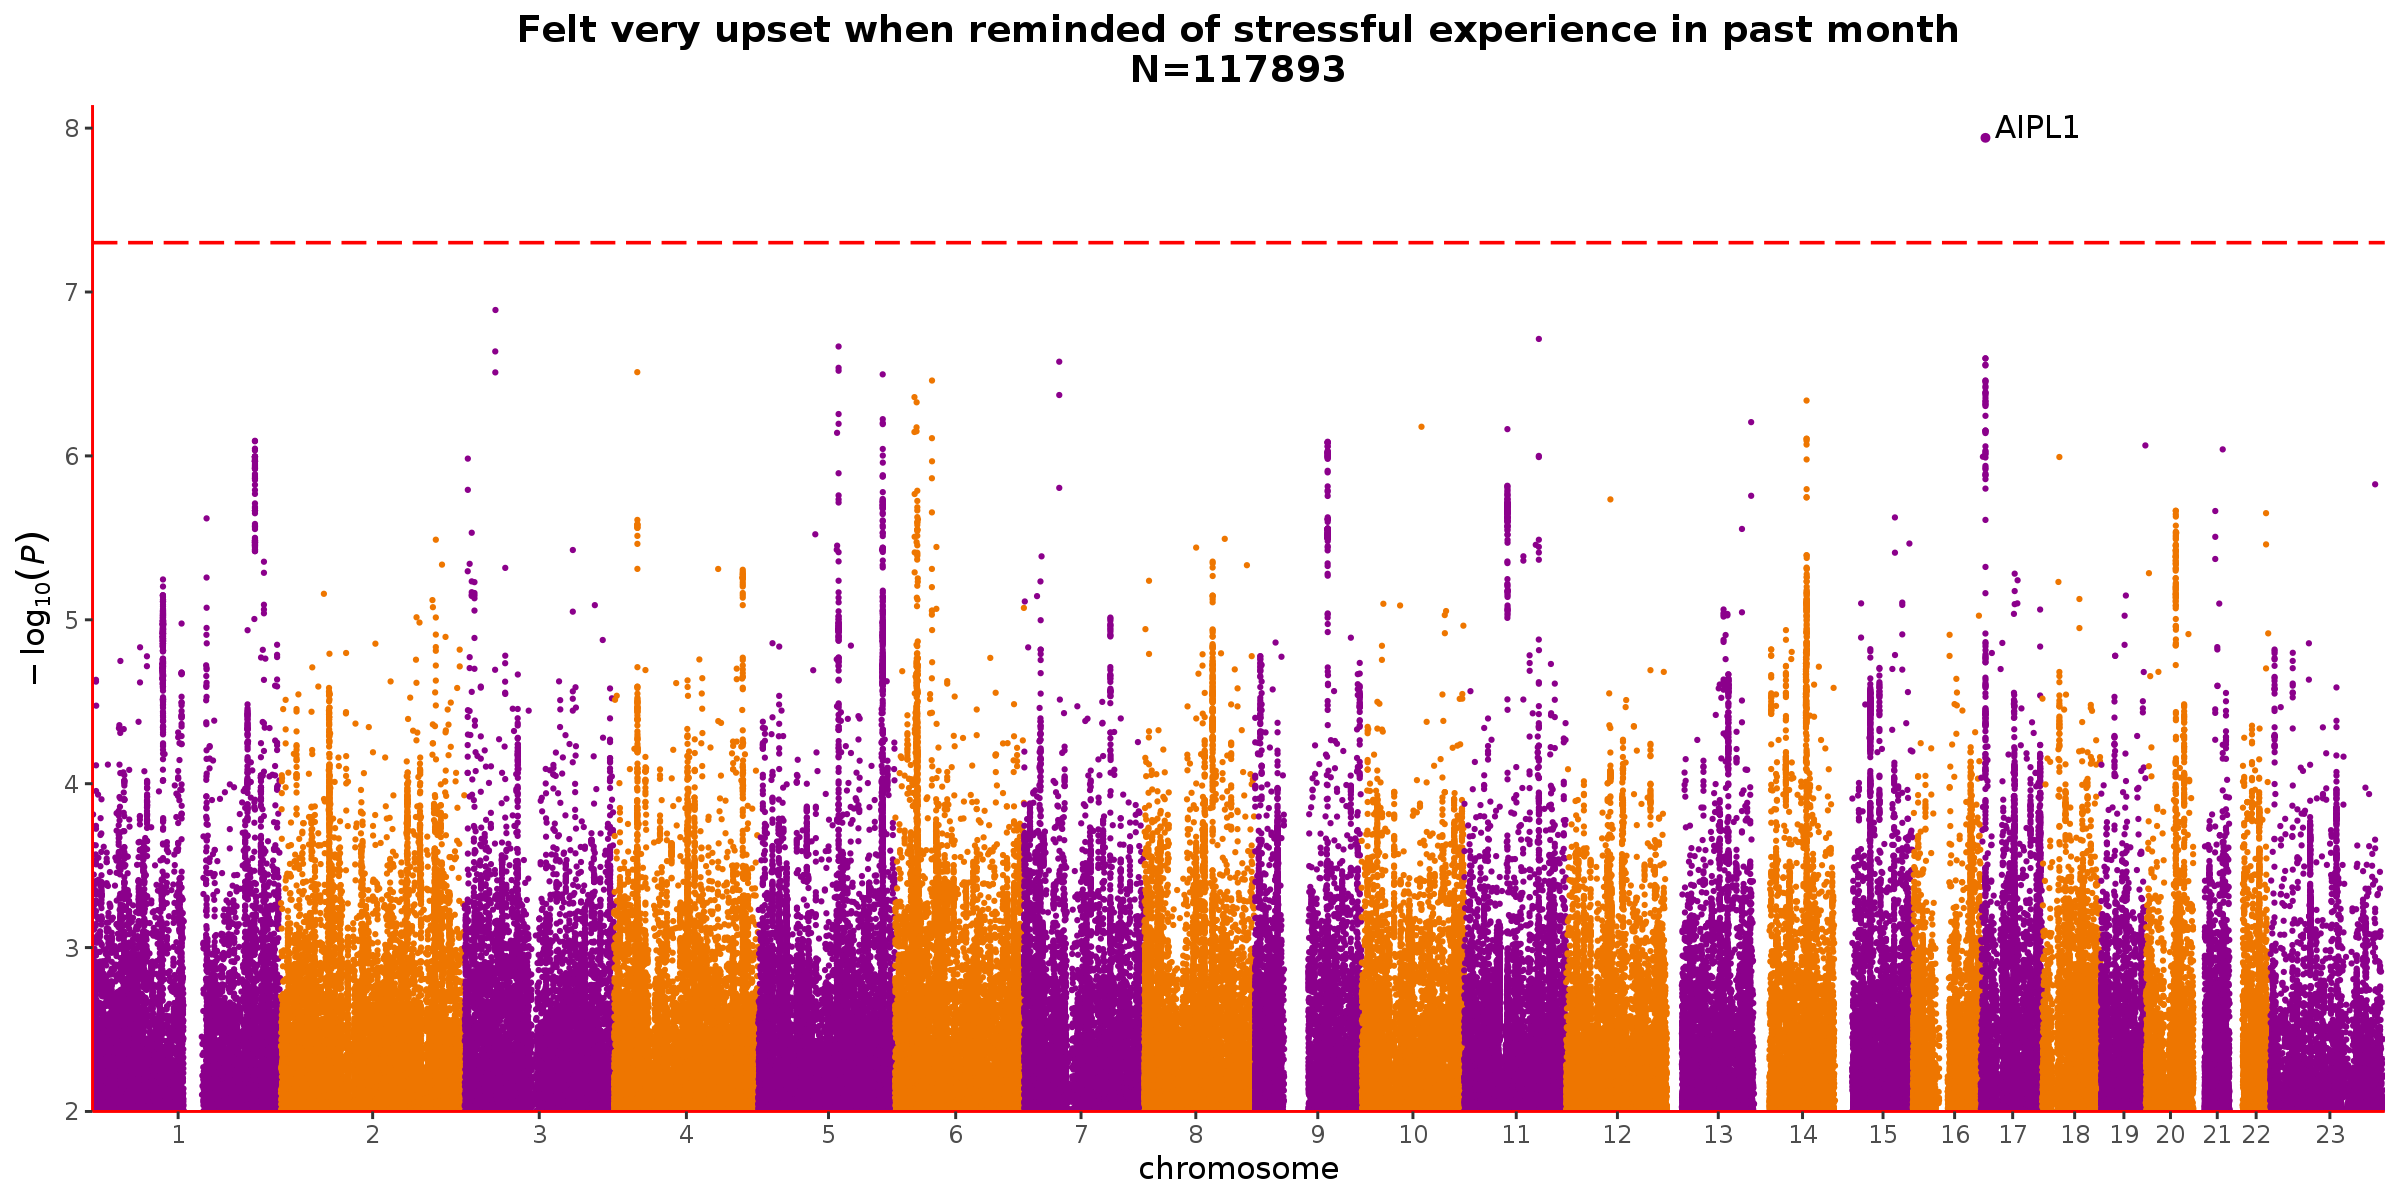 Felt very upset when reminded of stressful experience in past month
N=117893
8
AIPL1
7
6
5
4
3
2
−log10(P)
1 2 3 4 5 6 7 8 9 10 11 12 13 14 15 16 17 18 19 20 21 22 23
chromosome